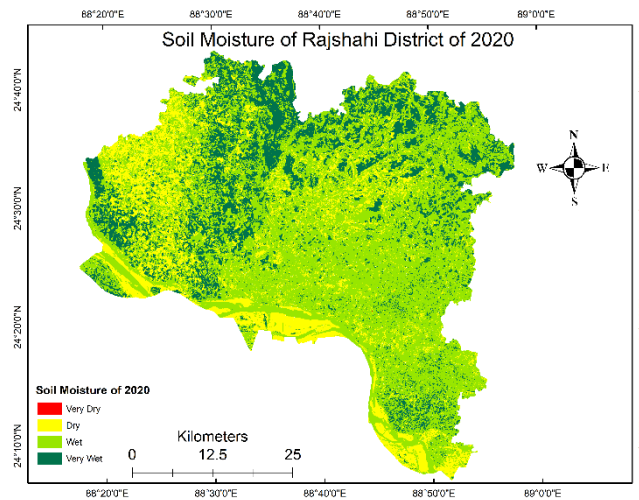 88°20'0"E 88°30'0"E 88°40'0"E 88°50'0"E 89°0'0"E
Soil Moisture of Rajshahi District of 2020
24°40'0"N
24°30'0"N
24°20'0"N
24°10'0"N
N
W E
S
Soil Moisture of 2020
Very Dry
Dry
Wet
Very Wet
Kilometers
0 12.5 25
88°20'0"E 88°30'0"E 88°40'0"E 88°50'0"E 89°0'0"E